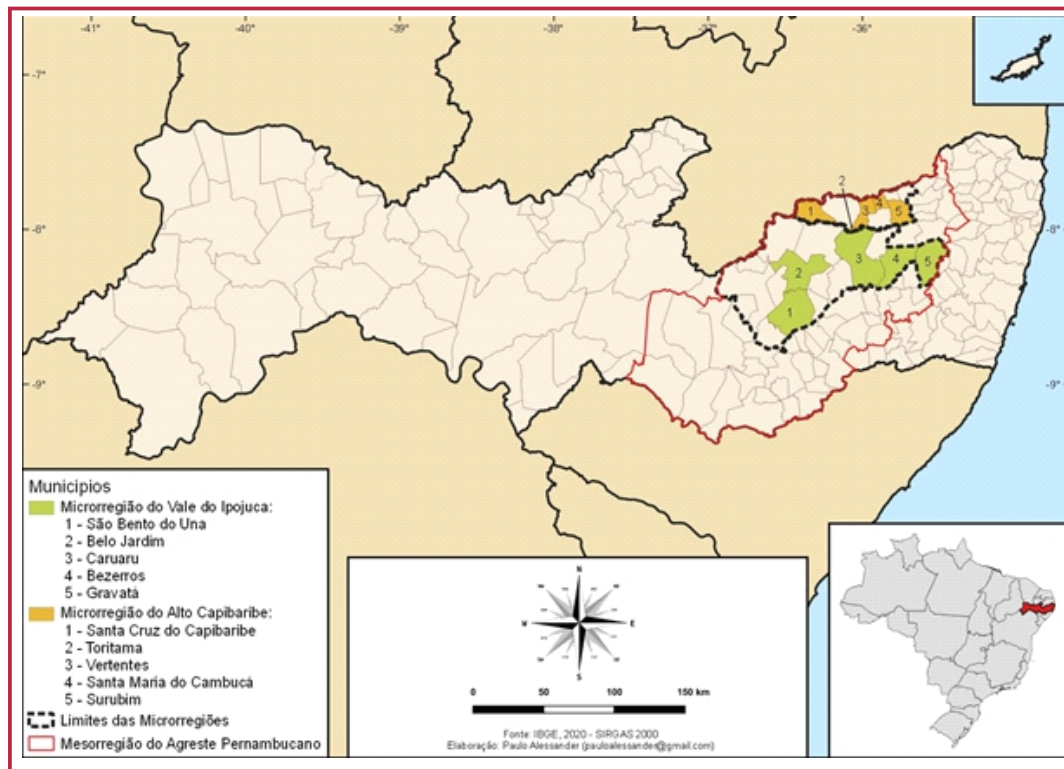 -41° -40° -39° -38° -37° -36°
-7°
-8° -8°
-9° -9°
2
1 3 4 5
2 3 4 5
1
Municipios
Microrregião do Vale do Ipojuca:
1 - São Bento do Una
2 - Belo Jardim
3 - Caruaru
4 - Bezerros
5 - Gravatá
Microrregião do Alto Capibaribe:
1 - Santa Cruz do Capibaribe
2 - Toritama
3 - Vertentes
4 - Santa Maria do Cambucá
5 - Surubim
Limites das Microrregiões
Mesorregião do Agreste Pernambucano
N
W E
S
0 50 100 150 km
Fonte: IBGE, 2020 - SIRGAS 2000
Elaboração: Paulo Alessander (pauloalessander@gmail.com)